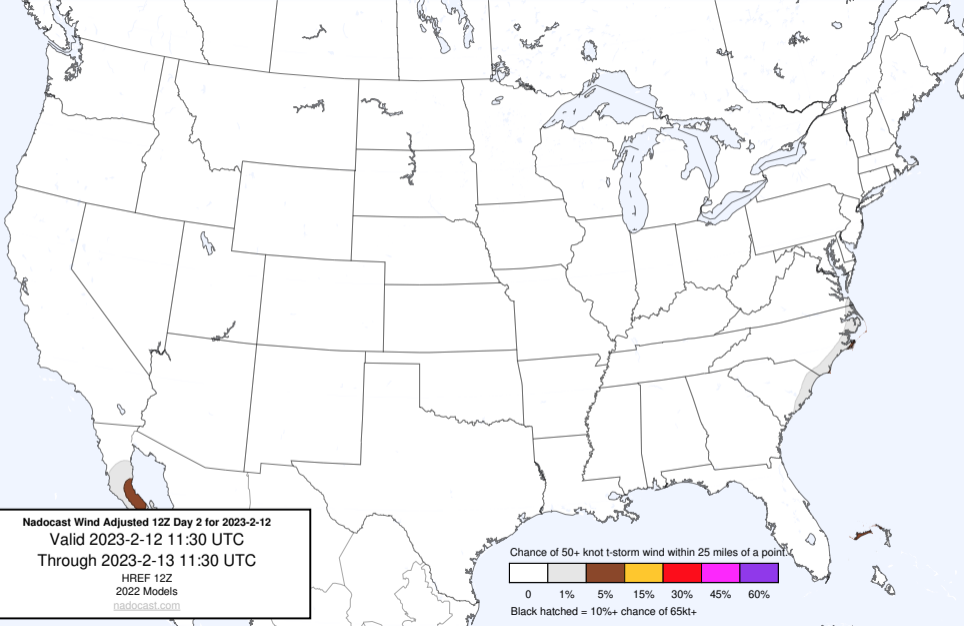 Nadocast Wind Adjusted 12Z Day 2 for 2023-2-12
Valid 2023-2-12 11:30 UTC
Through 2023-2-13 11:30 UTC
HREF 12Z
2022 Models
nadocast.com
Chance of 50+ knot t-storm wind within 25 miles of a point.
0 1% 5% 15% 30% 45% 60%
Black hatched = 10%+ chance of 65kt+